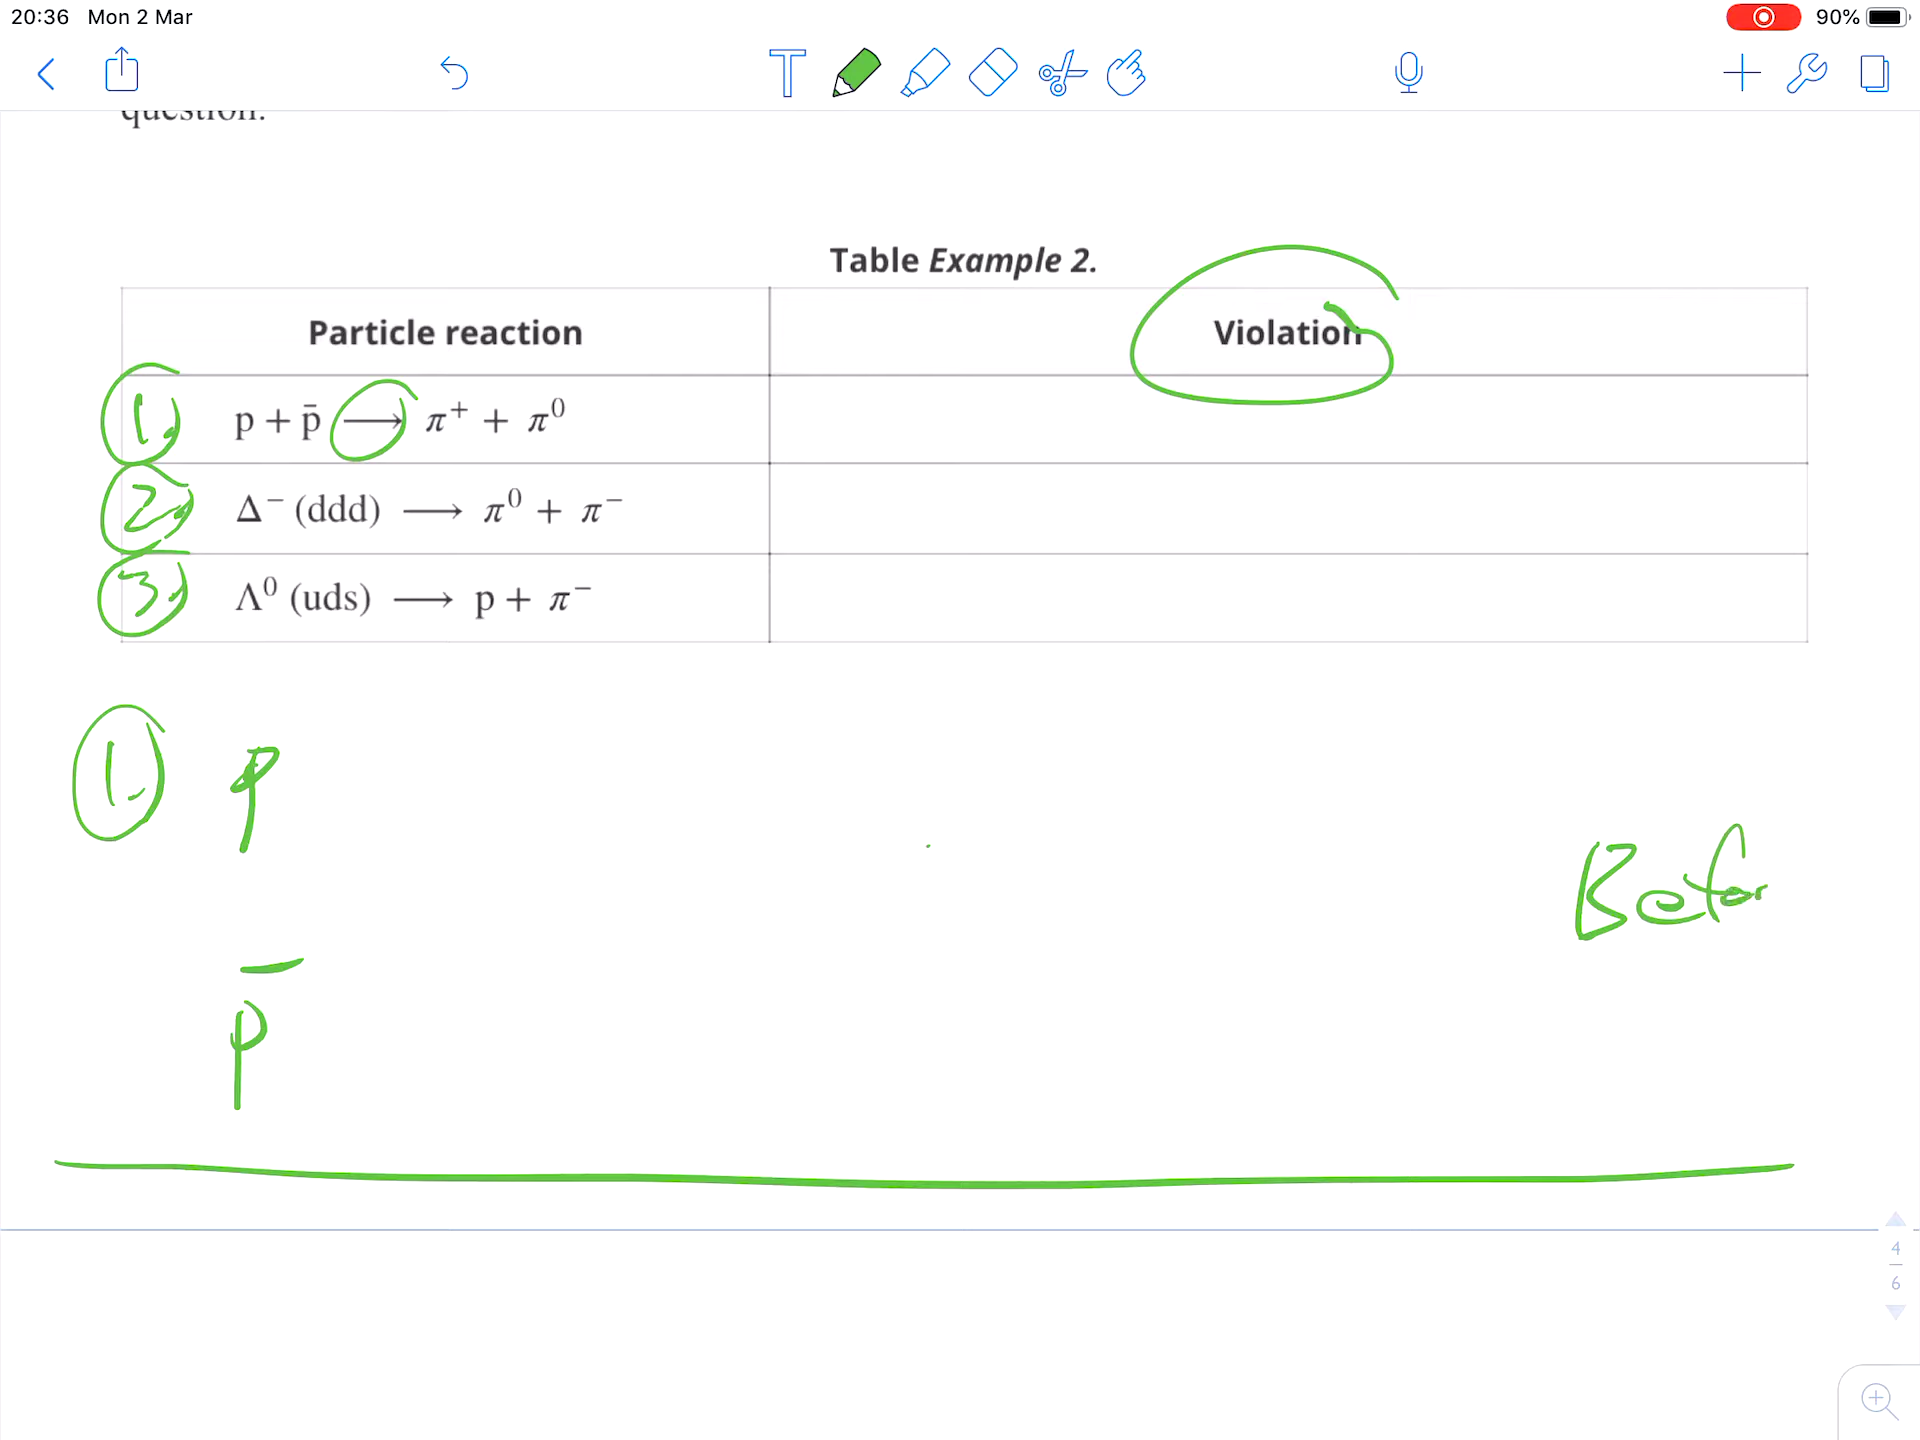 20:36 Mon 2 Mar 90%
question.
Table Example 2.
Particle reaction Violation
1. p + p̄ ⟶ π⁺ + π⁰
2. Δ⁻ (ddd) ⟶ π⁰ + π⁻
3. Λ⁰ (uds) ⟶ p + π⁻
1. p
Befor
p̄
4
6